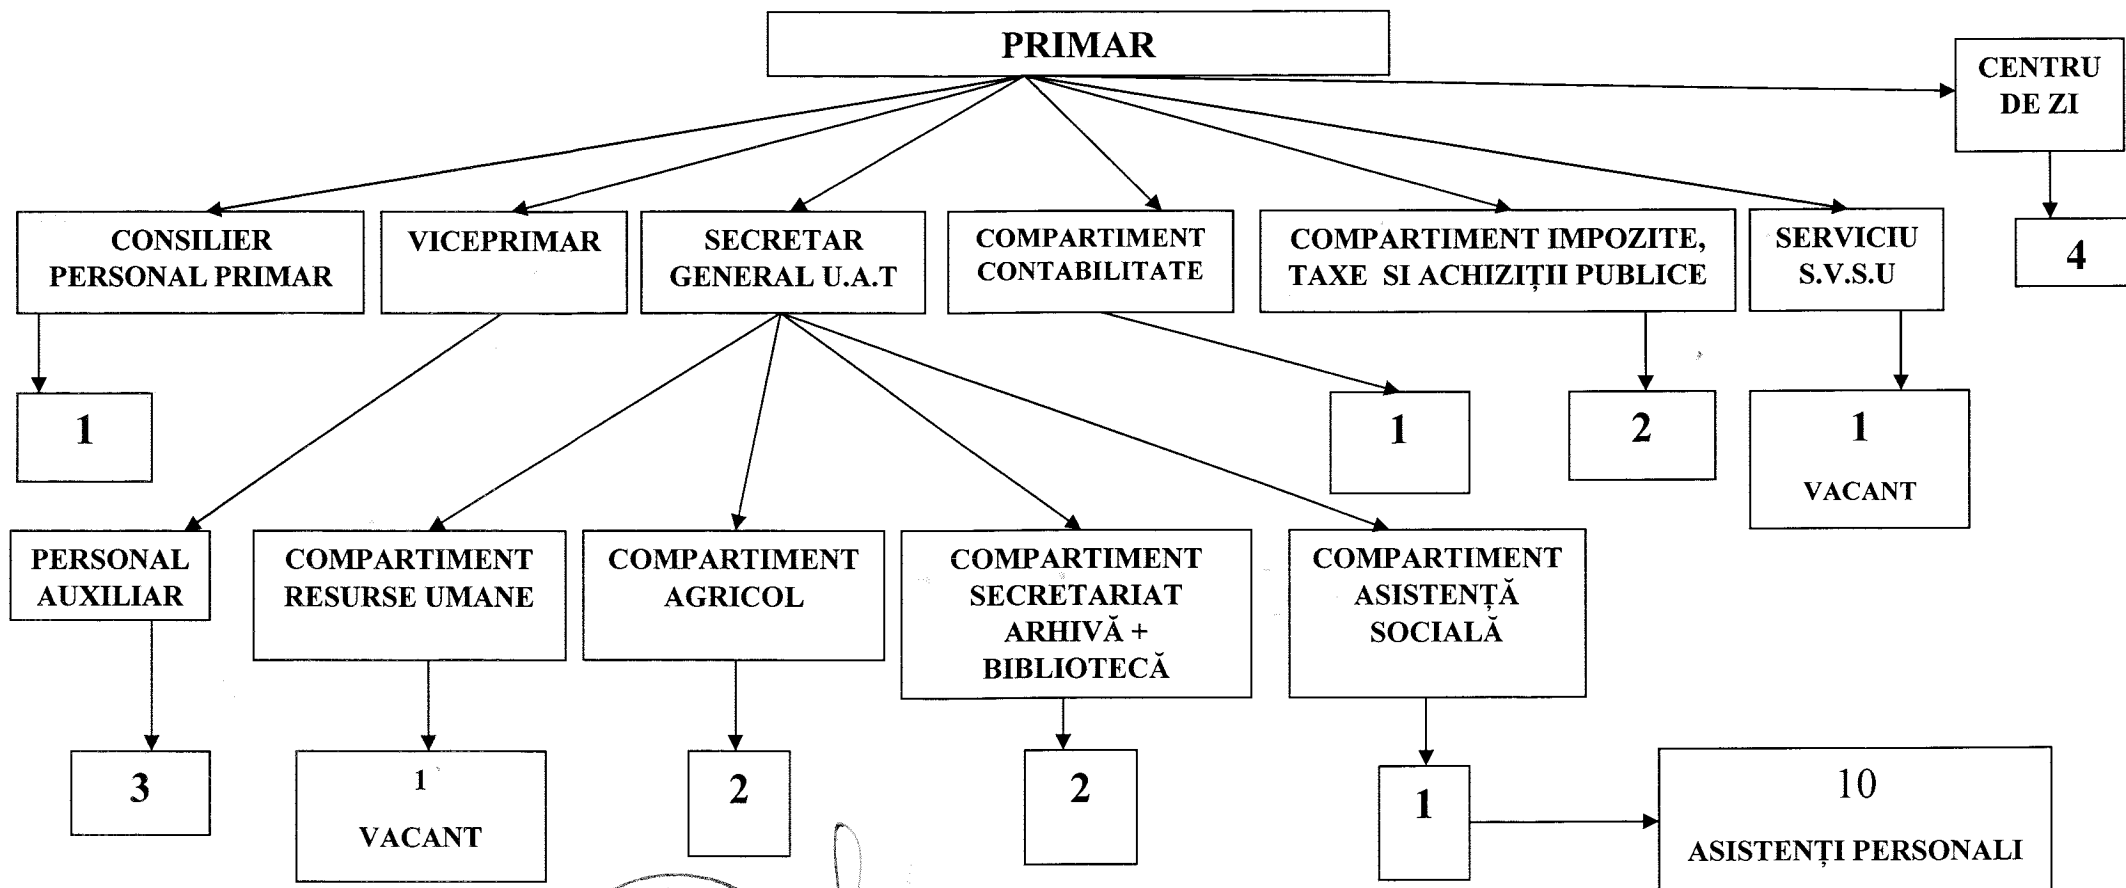 PRIMAR
CENTRU
DE ZI
CONSILIER
PERSONAL PRIMAR
VICEPRIMAR
SECRETAR
GENERAL U.A.T
COMPARTIMENT
CONTABILITATE
COMPARTIMENT IMPOZITE,
TAXE SI ACHIZIȚII PUBLICE
SERVICIU
S.V.S.U
4
1
1
2
1
VACANT
PERSONAL
AUXILIAR
COMPARTIMENT
RESURSE UMANE
COMPARTIMENT
AGRICOL
COMPARTIMENT
SECRETARIAT
ARHIVĂ +
BIBLIOTECĂ
COMPARTIMENT
ASISTENȚĂ
SOCIALĂ
3
1
VACANT
2
2
1
10
ASISTENȚI PERSONALI